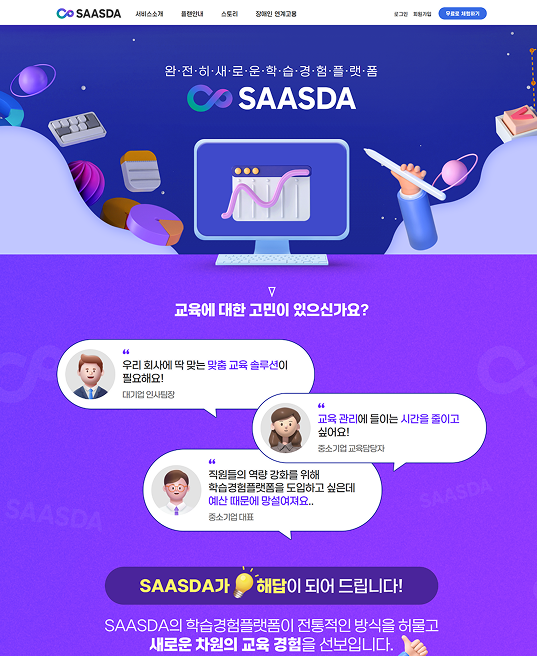 SAASDA 서비스소개 플랜안내 스토리 장애인 연계고용 로그인 회원가입 무료로 체험하기
완·전·히·새·로·운·학·습·경·험·플·랫·폼
SAASDA
교육에 대한 고민이 있으신가요?
“
우리 회사에 딱 맞는 맞춤 교육 솔루션이
필요해요!
대기업 인사팀장
“
교육 관리에 들이는 시간을 줄이고
싶어요!
중소기업 교육담당자
“
직원들의 역량 강화를 위해
학습경험플랫폼을 도입하고 싶은데
예산 때문에 망설여져요..
중소기업 대표
SAASDA
SAASDA
SAASDA가 해답이 되어 드립니다!
SAASDA의 학습경험플랫폼이 전통적인 방식을 허물고
새로운 차원의 교육 경험을 선보입니다.